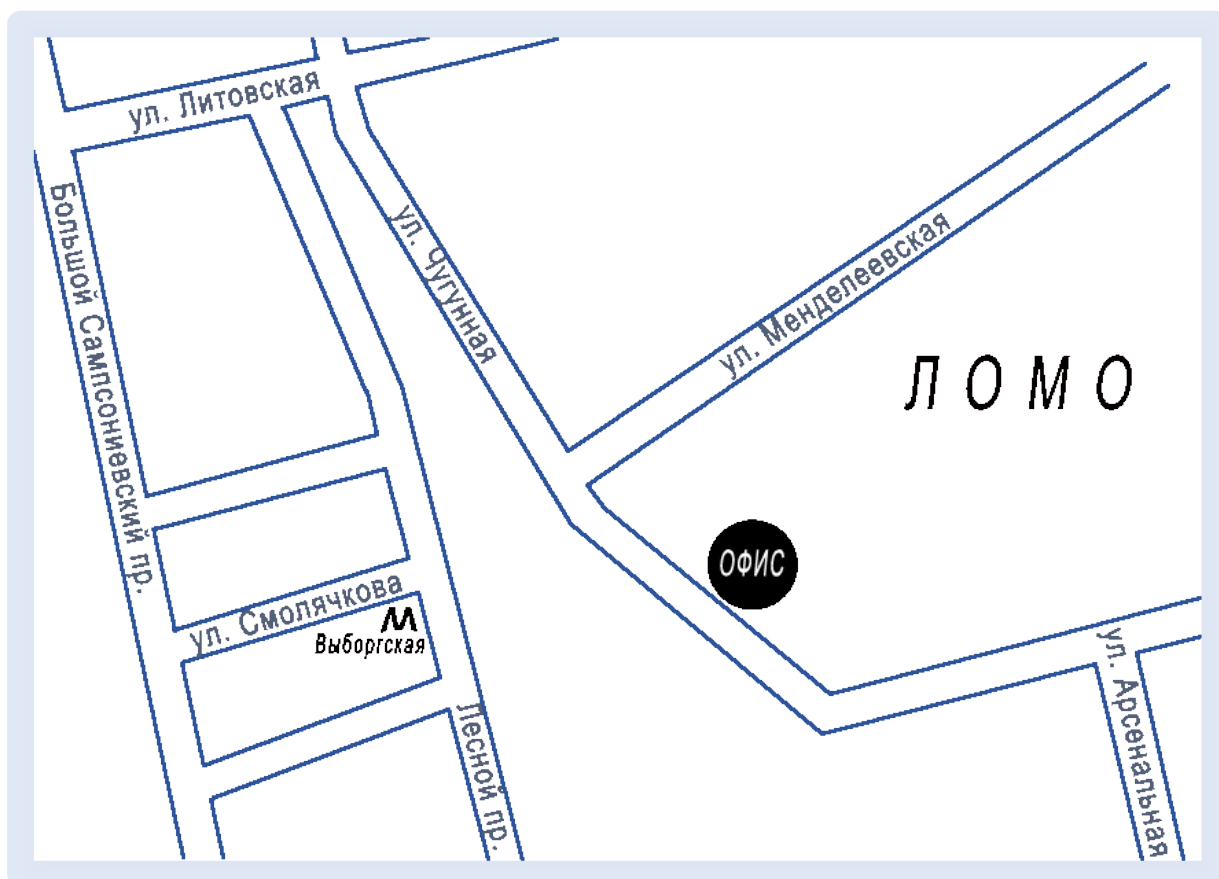 ул. Литовская
Большой Сампсониевский пр.
ул. Чугунная
ул. Менделеевская
ЛОМО
ОФИС
ул. Смолячкова
М
Выборгская
Лесной пр.
ул. Арсенальная